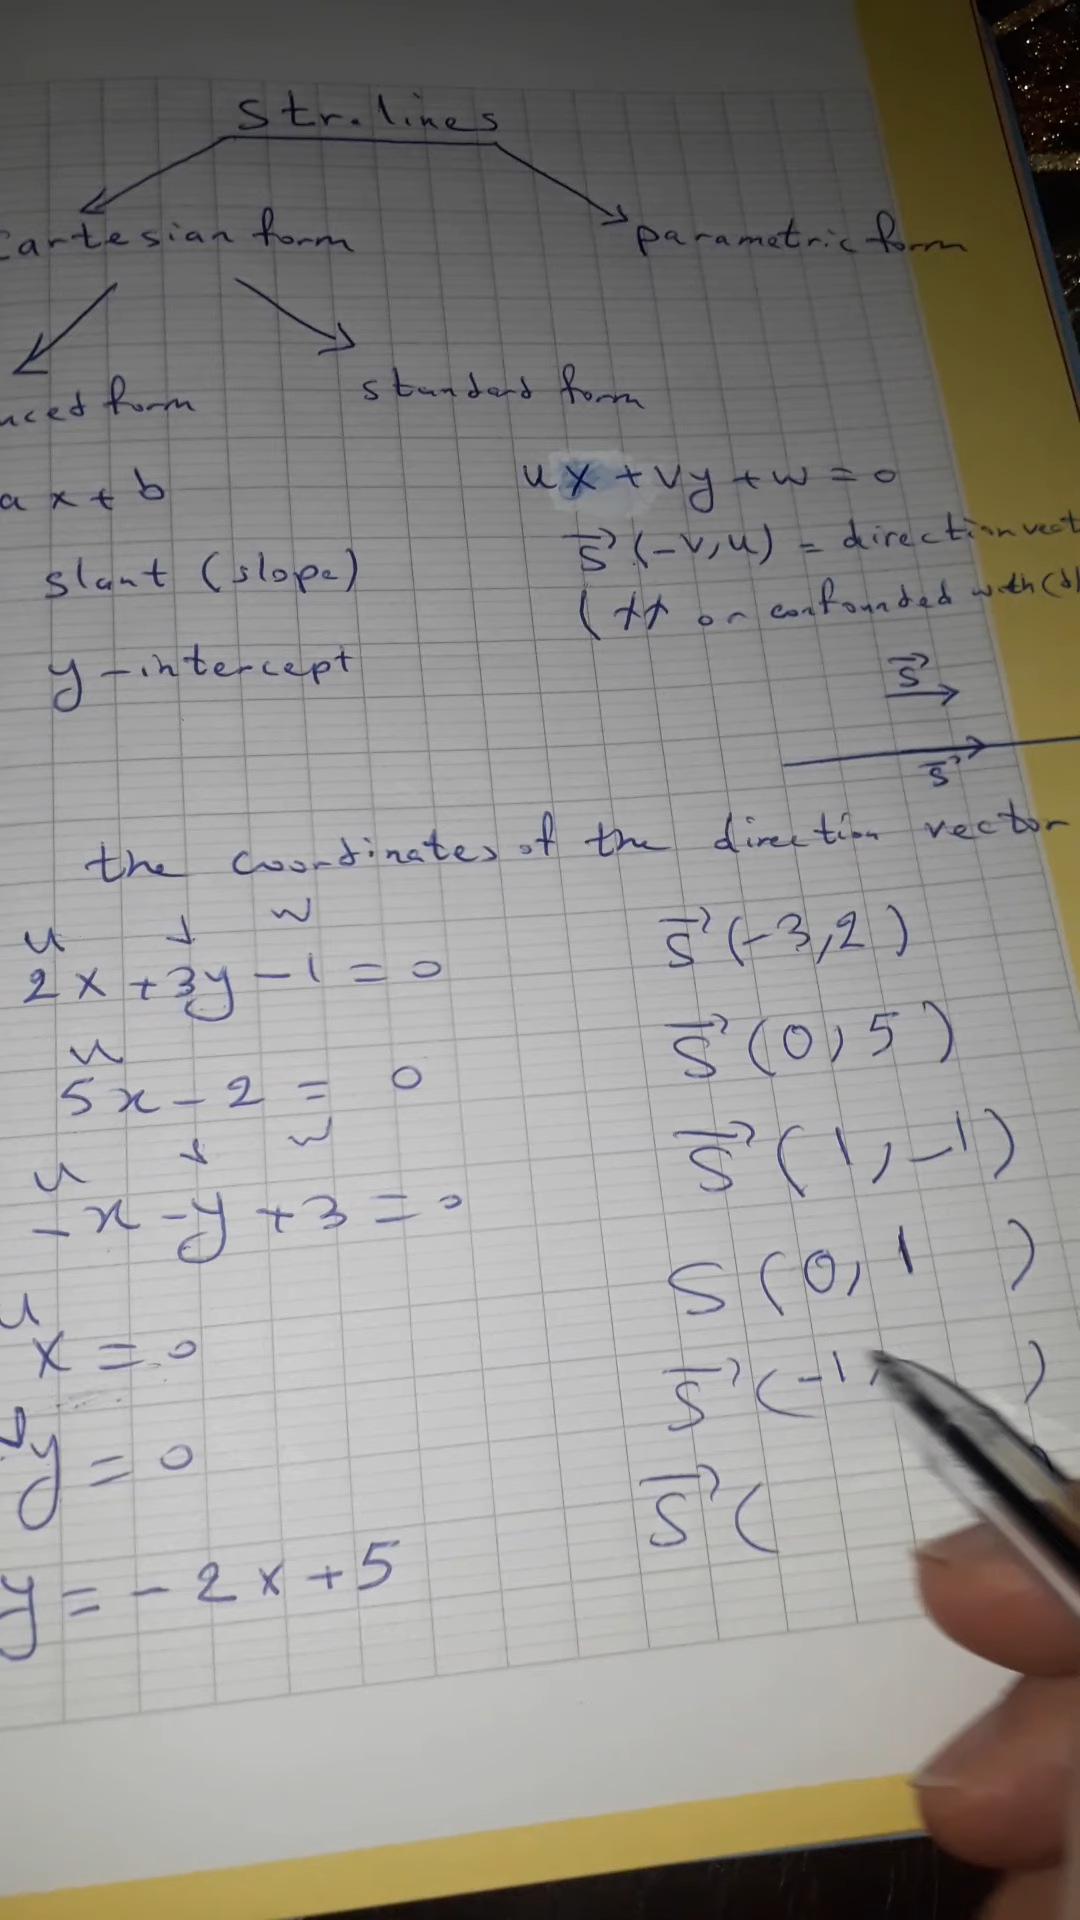 str.lines
cartesian form parametric form
form standard form
ax + b ux + vy + w = 0
slant (slope) S⃗ (-v, u) = direction vect
( // or confounded with (d)
y-intercept
S⃗
S⃗
the coordinates of the direction vector
u v w
2x + 3y - 1 = 0 S⃗ (-3, 2)
u
5x - 2 = 0 S⃗ (0, 5)
u v w
-x - y + 3 = 0 S⃗ (1, -1)
u
x = 0 S (0, 1 )
y = 0 S⃗ (-1, )
y = -2x + 5 S⃗ (